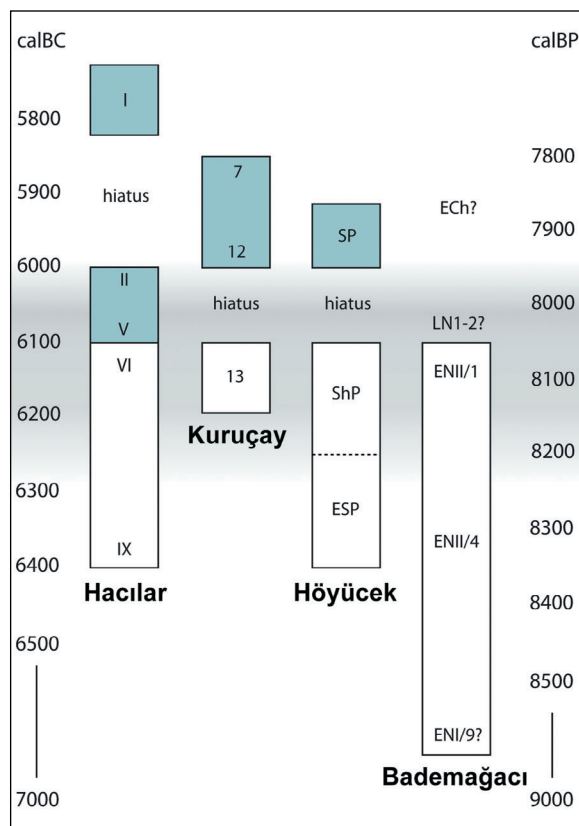 calBC
calBP
I
5800
7
7800
5900
hiatus
ECh?
SP
7900
12
6000
II
hiatus
hiatus
8000
V
LN1-2?
6100
VI
ENII/1
13
8100
ShP
6200
Kuruçay
8200
6300
ESP
8300
ENII/4
IX
6400
Hacılar
Höyücek
8400
6500
8500
ENI/9?
Bademağacı
7000
9000